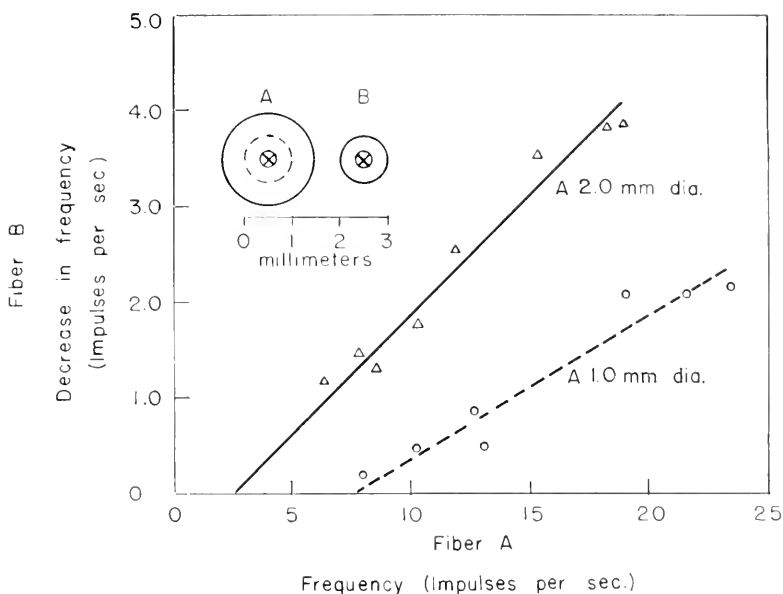 5.0
4.0
3.0
2.0
1.0
0
Fiber B
Decrease in frequency
(Impulses per sec)
A B
0 1 2 3
millimeters
A 2.0 mm dia.
A 1.0 mm dia.
0 5 10 15 20 25
Fiber A
Frequency (Impulses per sec.)